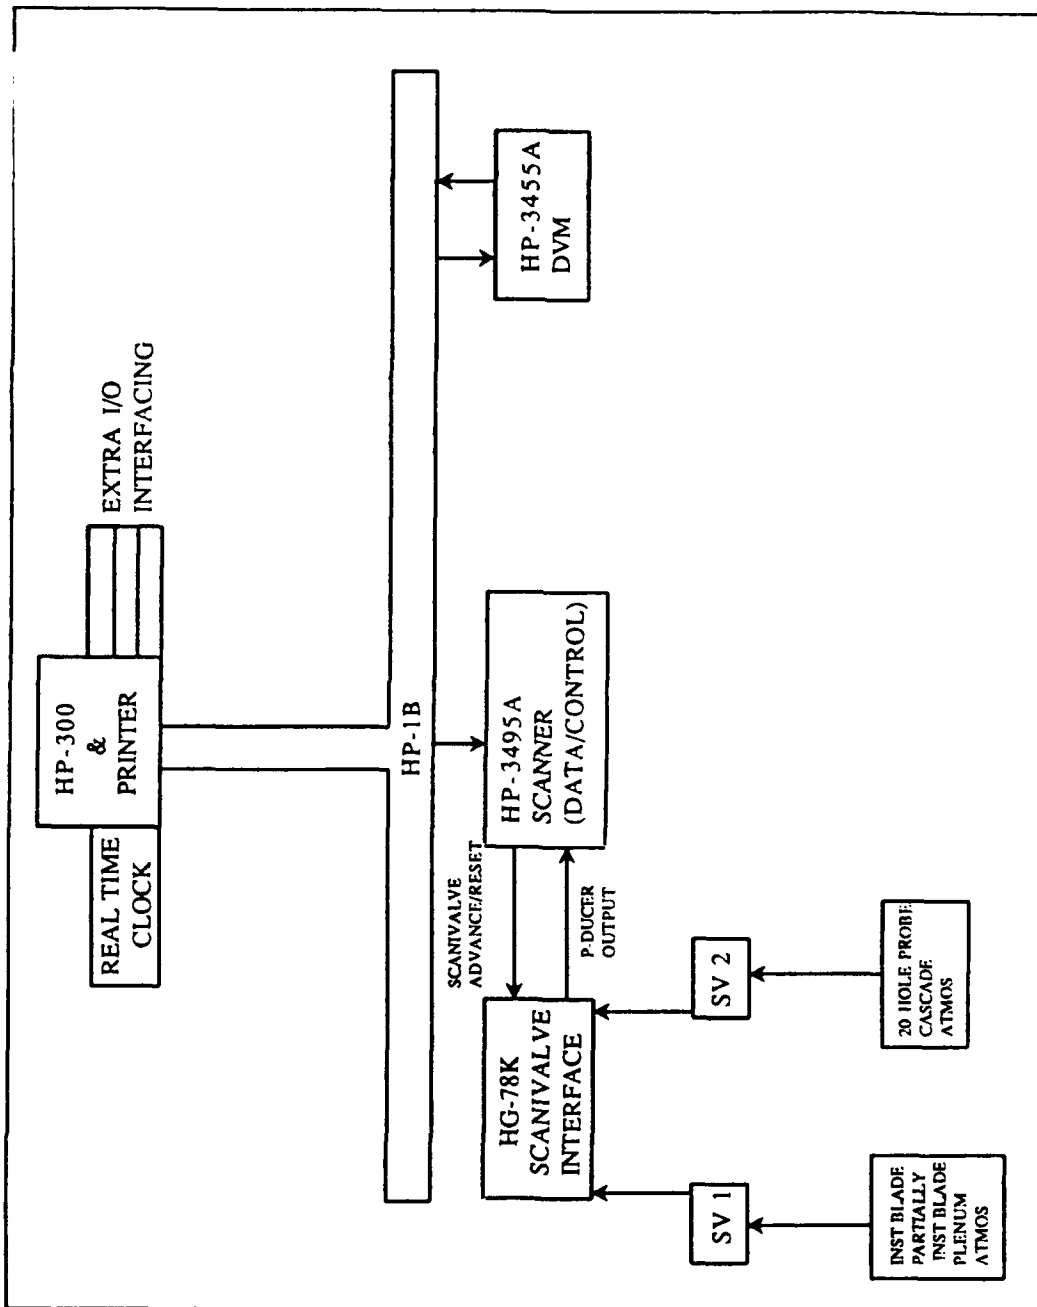 REAL TIME
CLOCK
HP-300
&
PRINTER
EXTRA I/O
INTERFACING
HP-1B
SCANIVALVE
ADVANCE/RESET
P-DUCER
OUTPUT
HG-78K
SCANIVALVE
INTERFACE
HP-3495A
SCANNER
(DATA/CONTROL)
HP-3455A
DVM
SV 1
SV 2
INST BLADE
PARTIALLY
INST BLADE
PLENUM
ATMOS
20 HOLE PROBE
CASCADE
ATMOS